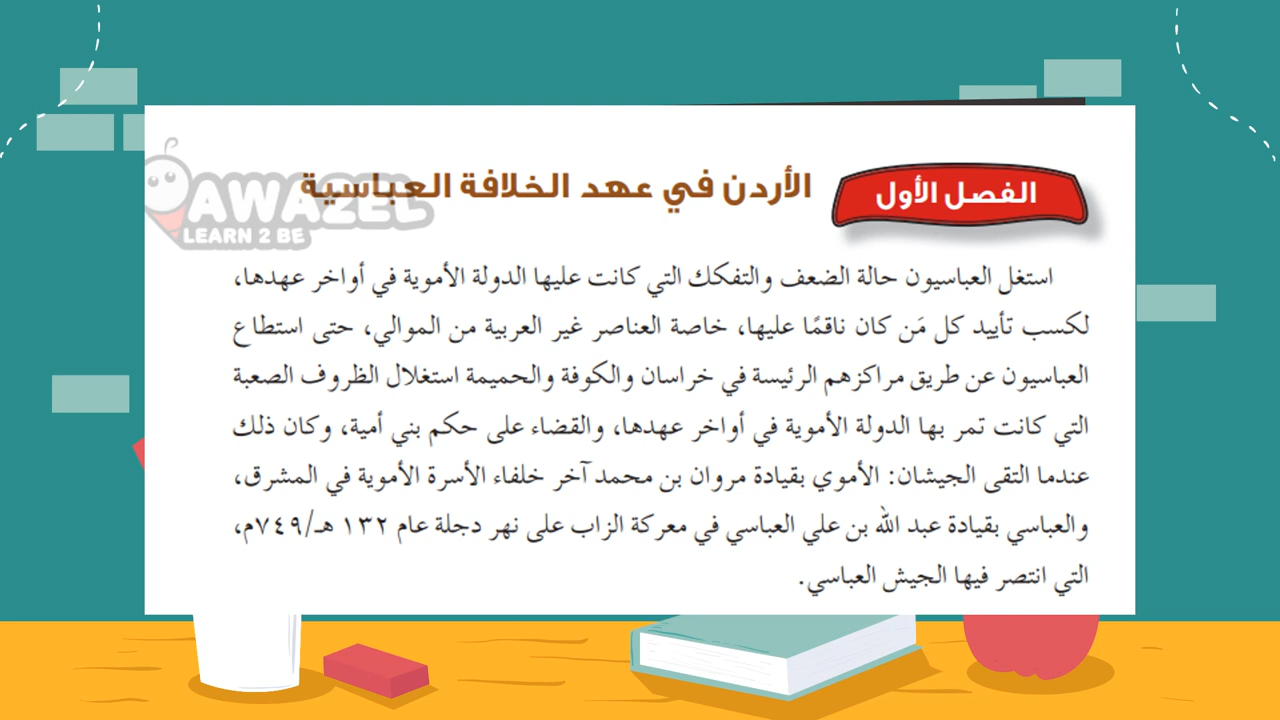 الفصل الأول
الأردن في عهد الخلافة العباسية
AWAZEL
LEARN 2 BE
استغل العباسيون حالة الضعف والتفكك التي كانت عليها الدولة الأموية في أواخر عهدها،
لكسب تأييد كل مَن كان ناقمًا عليها، خاصة العناصر غير العربية من الموالي، حتى استطاع
العباسيون عن طريق مراكزهم الرئيسة في خراسان والكوفة والحميمة استغلال الظروف الصعبة
التي كانت تمر بها الدولة الأموية في أواخر عهدها، والقضاء على حكم بني أمية، وكان ذلك
عندما التقى الجيشان: الأموي بقيادة مروان بن محمد آخر خلفاء الأسرة الأموية في المشرق،
والعباسي بقيادة عبد الله بن علي العباسي في معركة الزاب على نهر دجلة عام ١٣٢ هـ/٧٤٩م،
التي انتصر فيها الجيش العباسي.